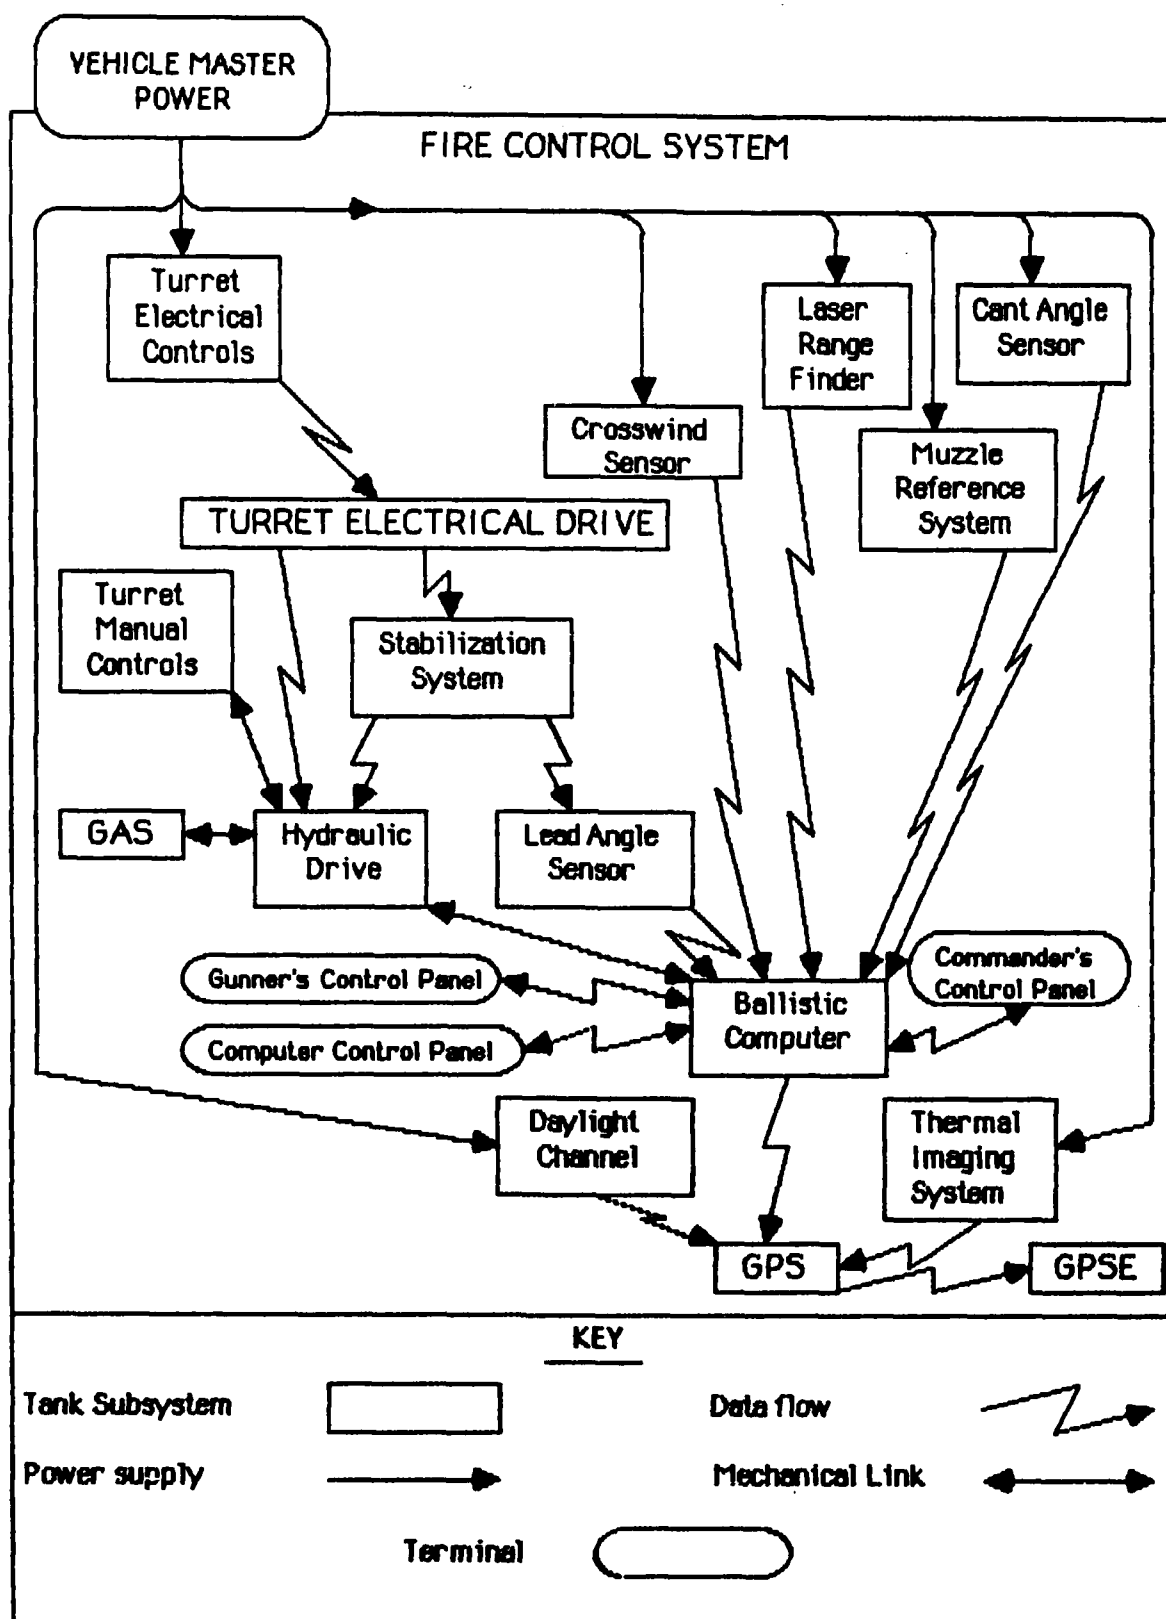 VEHICLE MASTER
POWER
FIRE CONTROL SYSTEM
Turret
Electrical
Controls
Laser
Range
Finder
Cant Angle
Sensor
Crosswind
Sensor
Muzzle
Reference
System
TURRET ELECTRICAL DRIVE
Turret
Manual
Controls
Stabilization
System
GAS
Hydraulic
Drive
Lead Angle
Sensor
Gunner's Control Panel
Computer Control Panel
Ballistic
Computer
Commander's
Control Panel
Daylight
Channel
Thermal
Imaging
System
GPS
GPSE
KEY
Tank Subsystem
Data flow
Power supply
Mechanical Link
Terminal